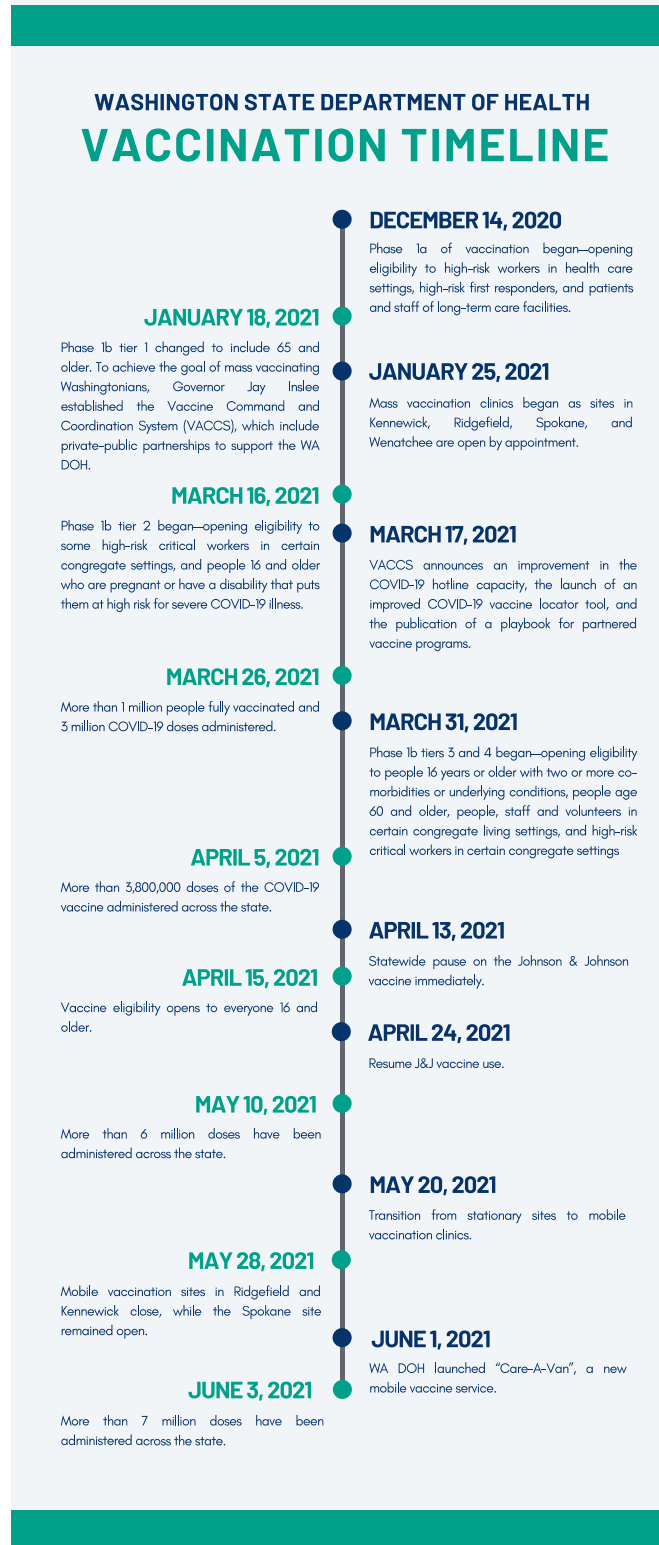 WASHINGTON STATE DEPARTMENT OF HEALTH
VACCINATION TIMELINE
DECEMBER 14, 2020
Phase 1a of vaccination began—opening
eligibility to high-risk workers in health care
settings, high-risk first responders, and patients
and staff of long-term care facilities.
JANUARY 18, 2021
Phase 1b tier 1 changed to include 65 and
older. To achieve the goal of mass vaccinating
Washingtonians, Governor Jay Inslee
established the Vaccine Command and
Coordination System (VACCS), which include
private-public partnerships to support the WA
DOH.
JANUARY 25, 2021
Mass vaccination clinics began as sites in
Kennewick, Ridgefield, Spokane, and
Wenatchee are open by appointment.
MARCH 16, 2021
Phase 1b tier 2 began—opening eligibility to
some high-risk critical workers in certain
congregate settings, and people 16 and older
who are pregnant or have a disability that puts
them at high risk for severe COVID-19 illness.
MARCH 17, 2021
VACCS announces an improvement in the
COVID-19 hotline capacity, the launch of an
improved COVID-19 vaccine locator tool, and
the publication of a playbook for partnered
vaccine programs.
MARCH 26, 2021
More than 1 million people fully vaccinated and
3 million COVID-19 doses administered.
MARCH 31, 2021
Phase 1b tiers 3 and 4 began—opening eligibility
to people 16 years or older with two or more co-
morbidities or underlying conditions, people age
60 and older, people, staff and volunteers in
certain congregate living settings, and high-risk
critical workers in certain congregate settings
APRIL 5, 2021
More than 3,800,000 doses of the COVID-19
vaccine administered across the state.
APRIL 13, 2021
Statewide pause on the Johnson & Johnson
vaccine immediately.
APRIL 15, 2021
Vaccine eligibility opens to everyone 16 and
older.
APRIL 24, 2021
Resume J&J vaccine use.
MAY 10, 2021
More than 6 million doses have been
administered across the state.
MAY 20, 2021
Transition from stationary sites to mobile
vaccination clinics.
MAY 28, 2021
Mobile vaccination sites in Ridgefield and
Kennewick close, while the Spokane site
remained open.
JUNE 1, 2021
WA DOH launched “Care-A-Van”, a new
mobile vaccine service.
JUNE 3, 2021
More than 7 million doses have been
administered across the state.